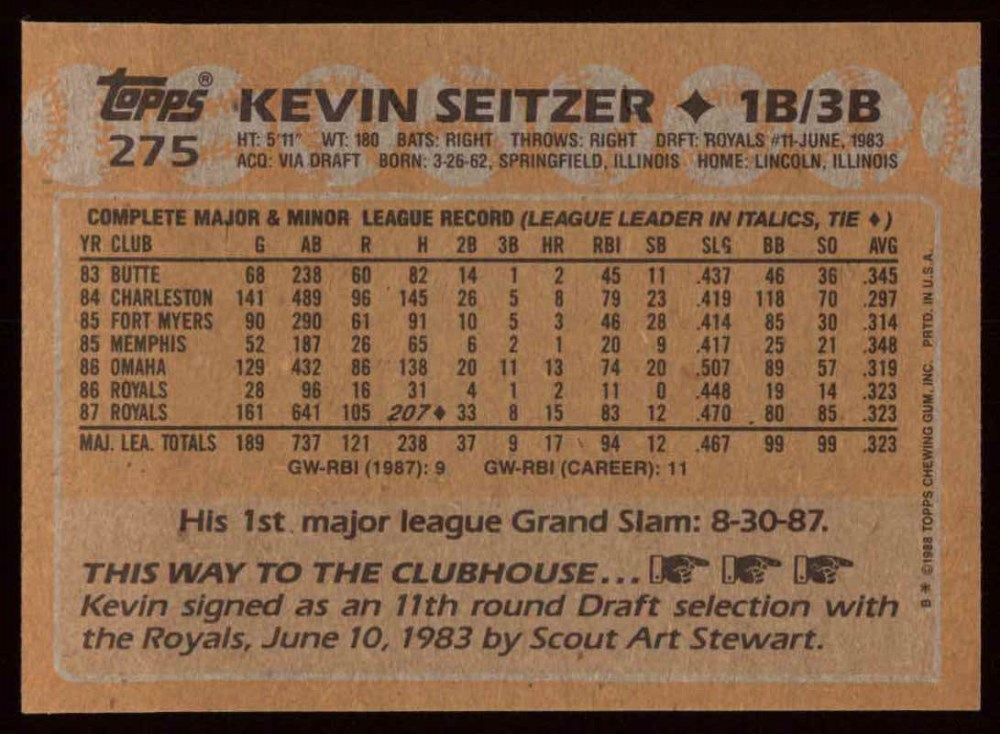 Topps® KEVIN SEITZER ♦ 1B/3B
275
HT: 5'11" WT: 180 BATS: RIGHT THROWS: RIGHT DRFT: ROYALS #11-JUNE, 1983
ACQ: VIA DRAFT BORN: 3-26-62, SPRINGFIELD, ILLINOIS HOME: LINCOLN, ILLINOIS
COMPLETE MAJOR & MINOR LEAGUE RECORD (LEAGUE LEADER IN ITALICS, TIE ♦)
YR CLUB G AB R H 2B 3B HR RBI SB SLG BB SO AVG
83 BUTTE 68 238 60 82 14 1 2 45 11 .437 46 36 .345
84 CHARLESTON 141 489 96 145 26 5 8 79 23 .419 118 70 .297
85 FORT MYERS 90 290 61 91 10 5 3 46 28 .414 85 30 .314
85 MEMPHIS 52 187 26 65 6 2 1 20 9 .417 25 21 .348
86 OMAHA 129 432 86 138 20 11 13 74 20 .507 89 57 .319
86 ROYALS 28 96 16 31 4 1 2 11 0 .448 19 14 .323
87 ROYALS 161 641 105 207♦ 33 8 15 83 12 .470 80 85 .323
MAJ. LEA. TOTALS 189 737 121 238 37 9 17 94 12 .467 99 99 .323
GW-RBI (1987): 9 GW-RBI (CAREER): 11
His 1st major league Grand Slam: 8-30-87.
THIS WAY TO THE CLUBHOUSE...
Kevin signed as an 11th round Draft selection with
the Royals, June 10, 1983 by Scout Art Stewart.
B * ©1988 TOPPS CHEWING GUM, INC. PRTD. IN U.S.A.